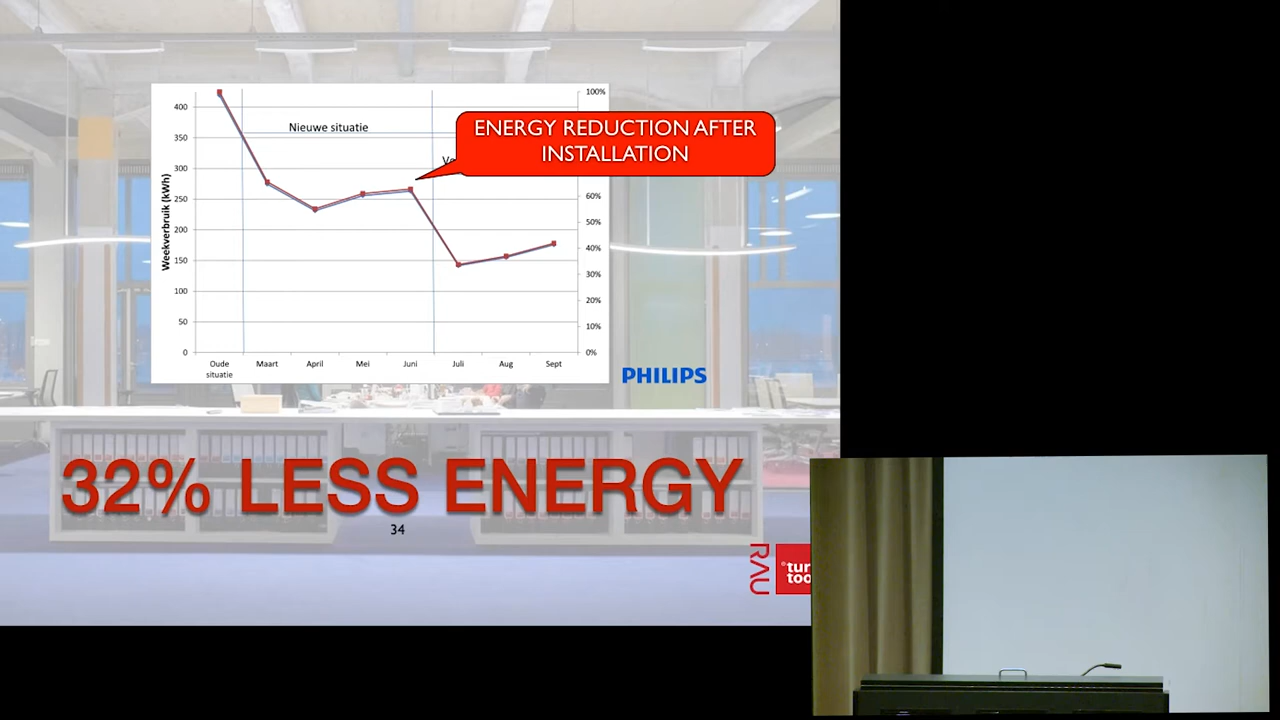 ENERGY REDUCTION AFTER
INSTALLATION
Nieuwe situatie
Weekverbruik (kWh)
400
350
300
250
200
150
100
50
0
100%
60%
50%
40%
30%
20%
10%
0%
Oude
situatie
Maart
April
Mei
Juni
Juli
Aug
Sept
PHILIPS
32% LESS ENERGY
34
RAU